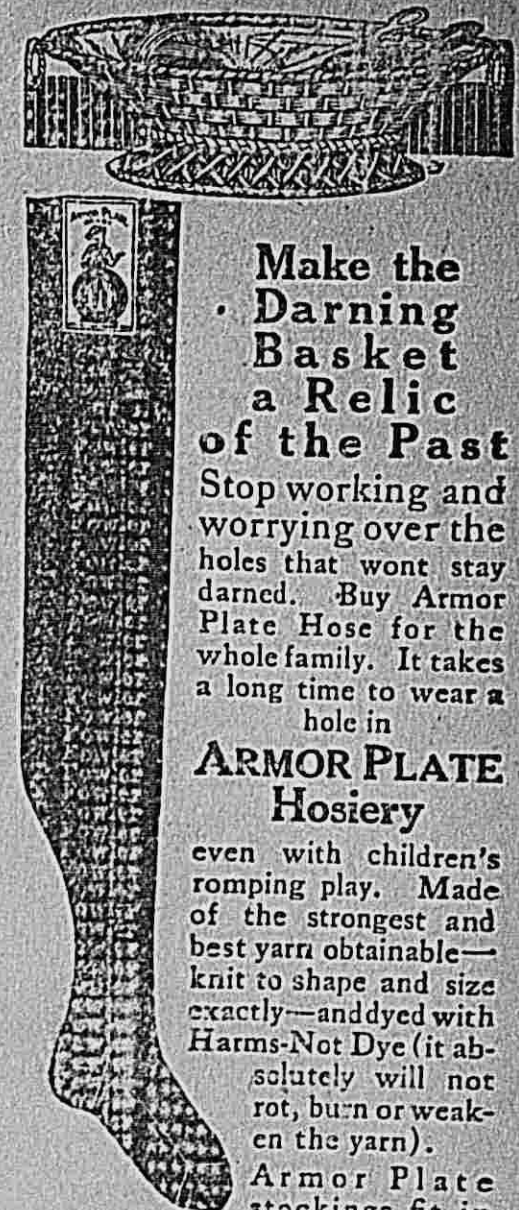 Make the
Darning
Basket
a Relic
of the Past
Stop working and
worrying over the
holes that wont stay
darned. Buy Armor
Plate Hose for the
whole family. It takes
a long time to wear a
hole in
ARMOR PLATE
Hosiery
even with children's
romping play. Made
of the strongest and
best yarn obtainable—
knit to shape and size
exactly—anddyed with
Harms-Not Dye (it ab-
solutely will not
rot, burn or weak-
en the yarn).
Armor Plate
stockings fit in